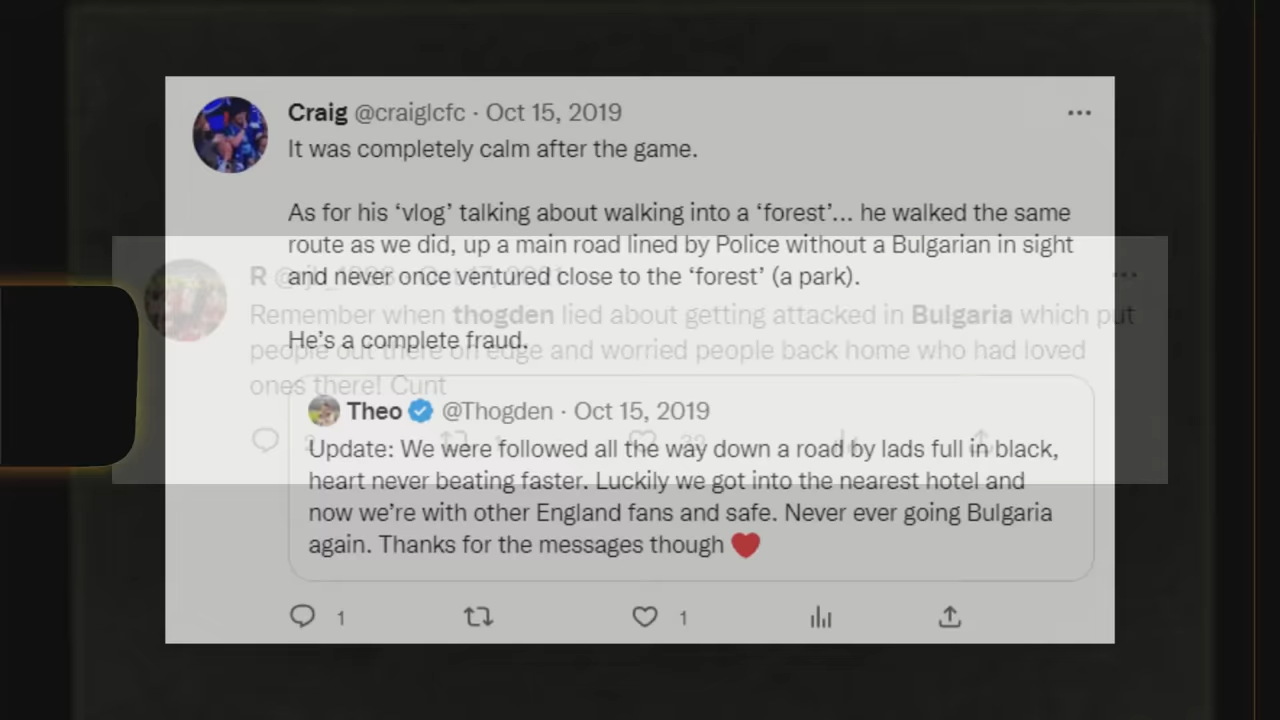 Craig @craiglcfc · Oct 15, 2019
It was completely calm after the game.
As for his ‘vlog’ talking about walking into a ‘forest’... he walked the same
route as we did, up a main road lined by Police without a Bulgarian in sight
and never once ventured close to the ‘forest’ (a park).
He’s a complete fraud.
R
Remember when thogden lied about getting attacked in Bulgaria which put
people out there on edge and worried people back home who had loved
ones there! Cunt
Theo @Thogden · Oct 15, 2019
Update: We were followed all the way down a road by lads full in black,
heart never beating faster. Luckily we got into the nearest hotel and
now we’re with other England fans and safe. Never ever going Bulgaria
again. Thanks for the messages though ❤️
1 1